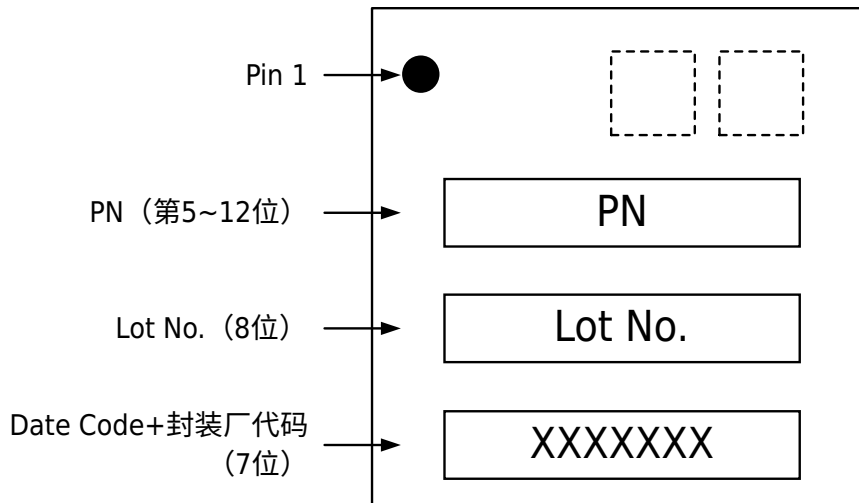 Pin 1
PN（第5~12位）
PN
Lot No.（8位）
Lot No.
Date Code+封装厂代码
（7位）
XXXXXXX